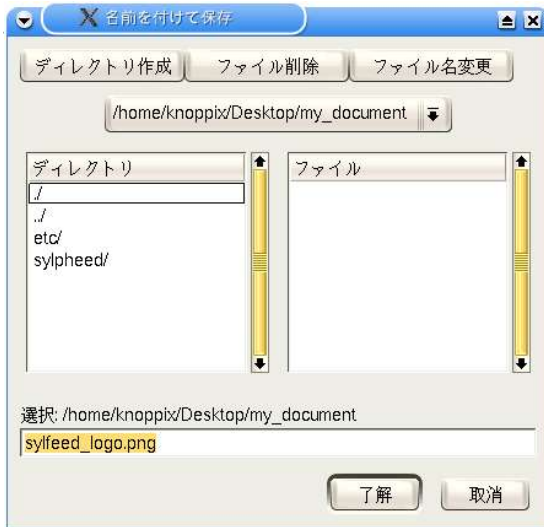 名前を付けて保存
ディレクトリ作成 ファイル削除 ファイル名変更
/home/knoppix/Desktop/my_document
ディレクトリ ファイル
./
../
etc/
sylpheed/
選択: /home/knoppix/Desktop/my_document
sylfeed_logo.png
了解 取消